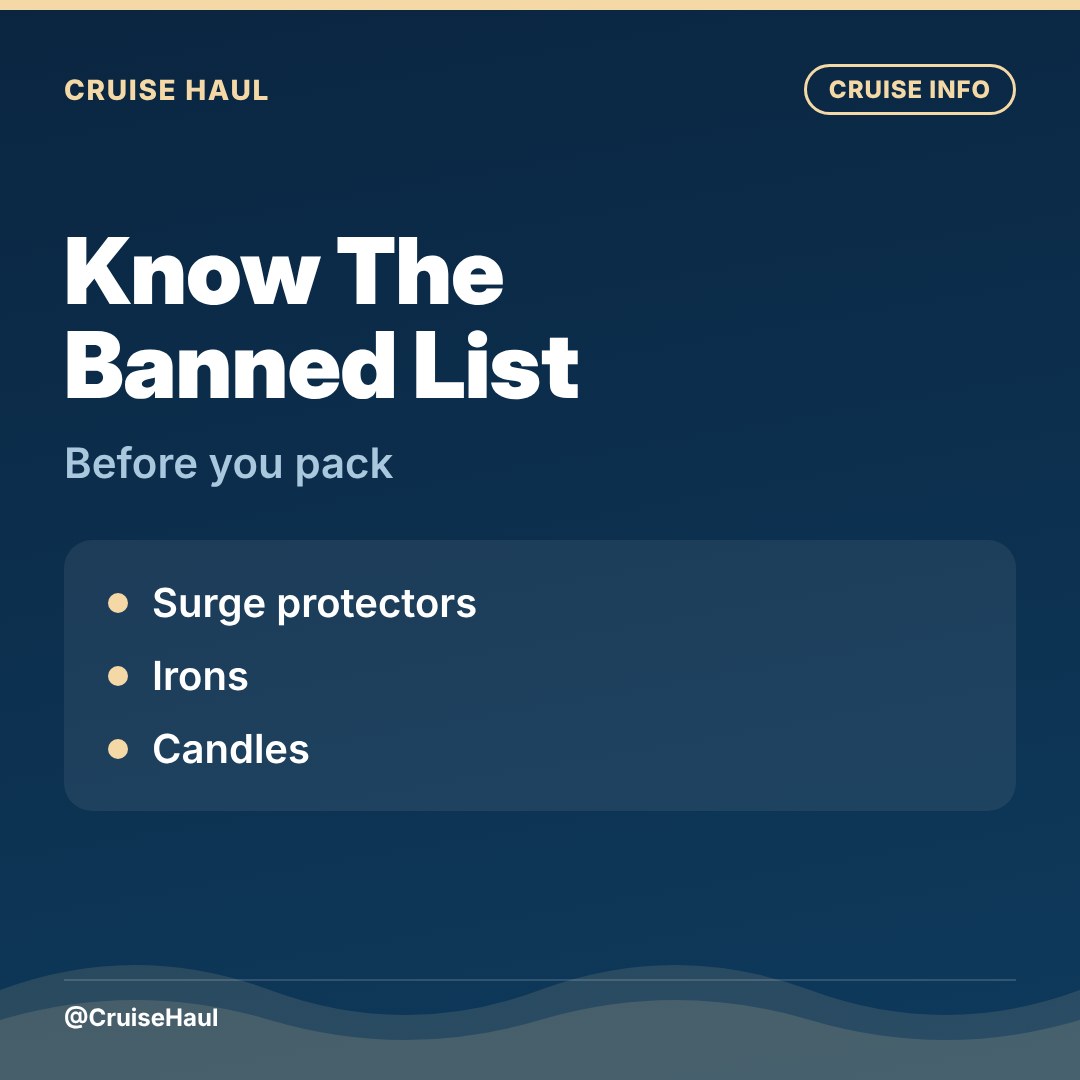 CRUISE HAUL
CRUISE INFO
Know The
Banned List
Before you pack
Surge protectors
Irons
Candles
@CruiseHaul